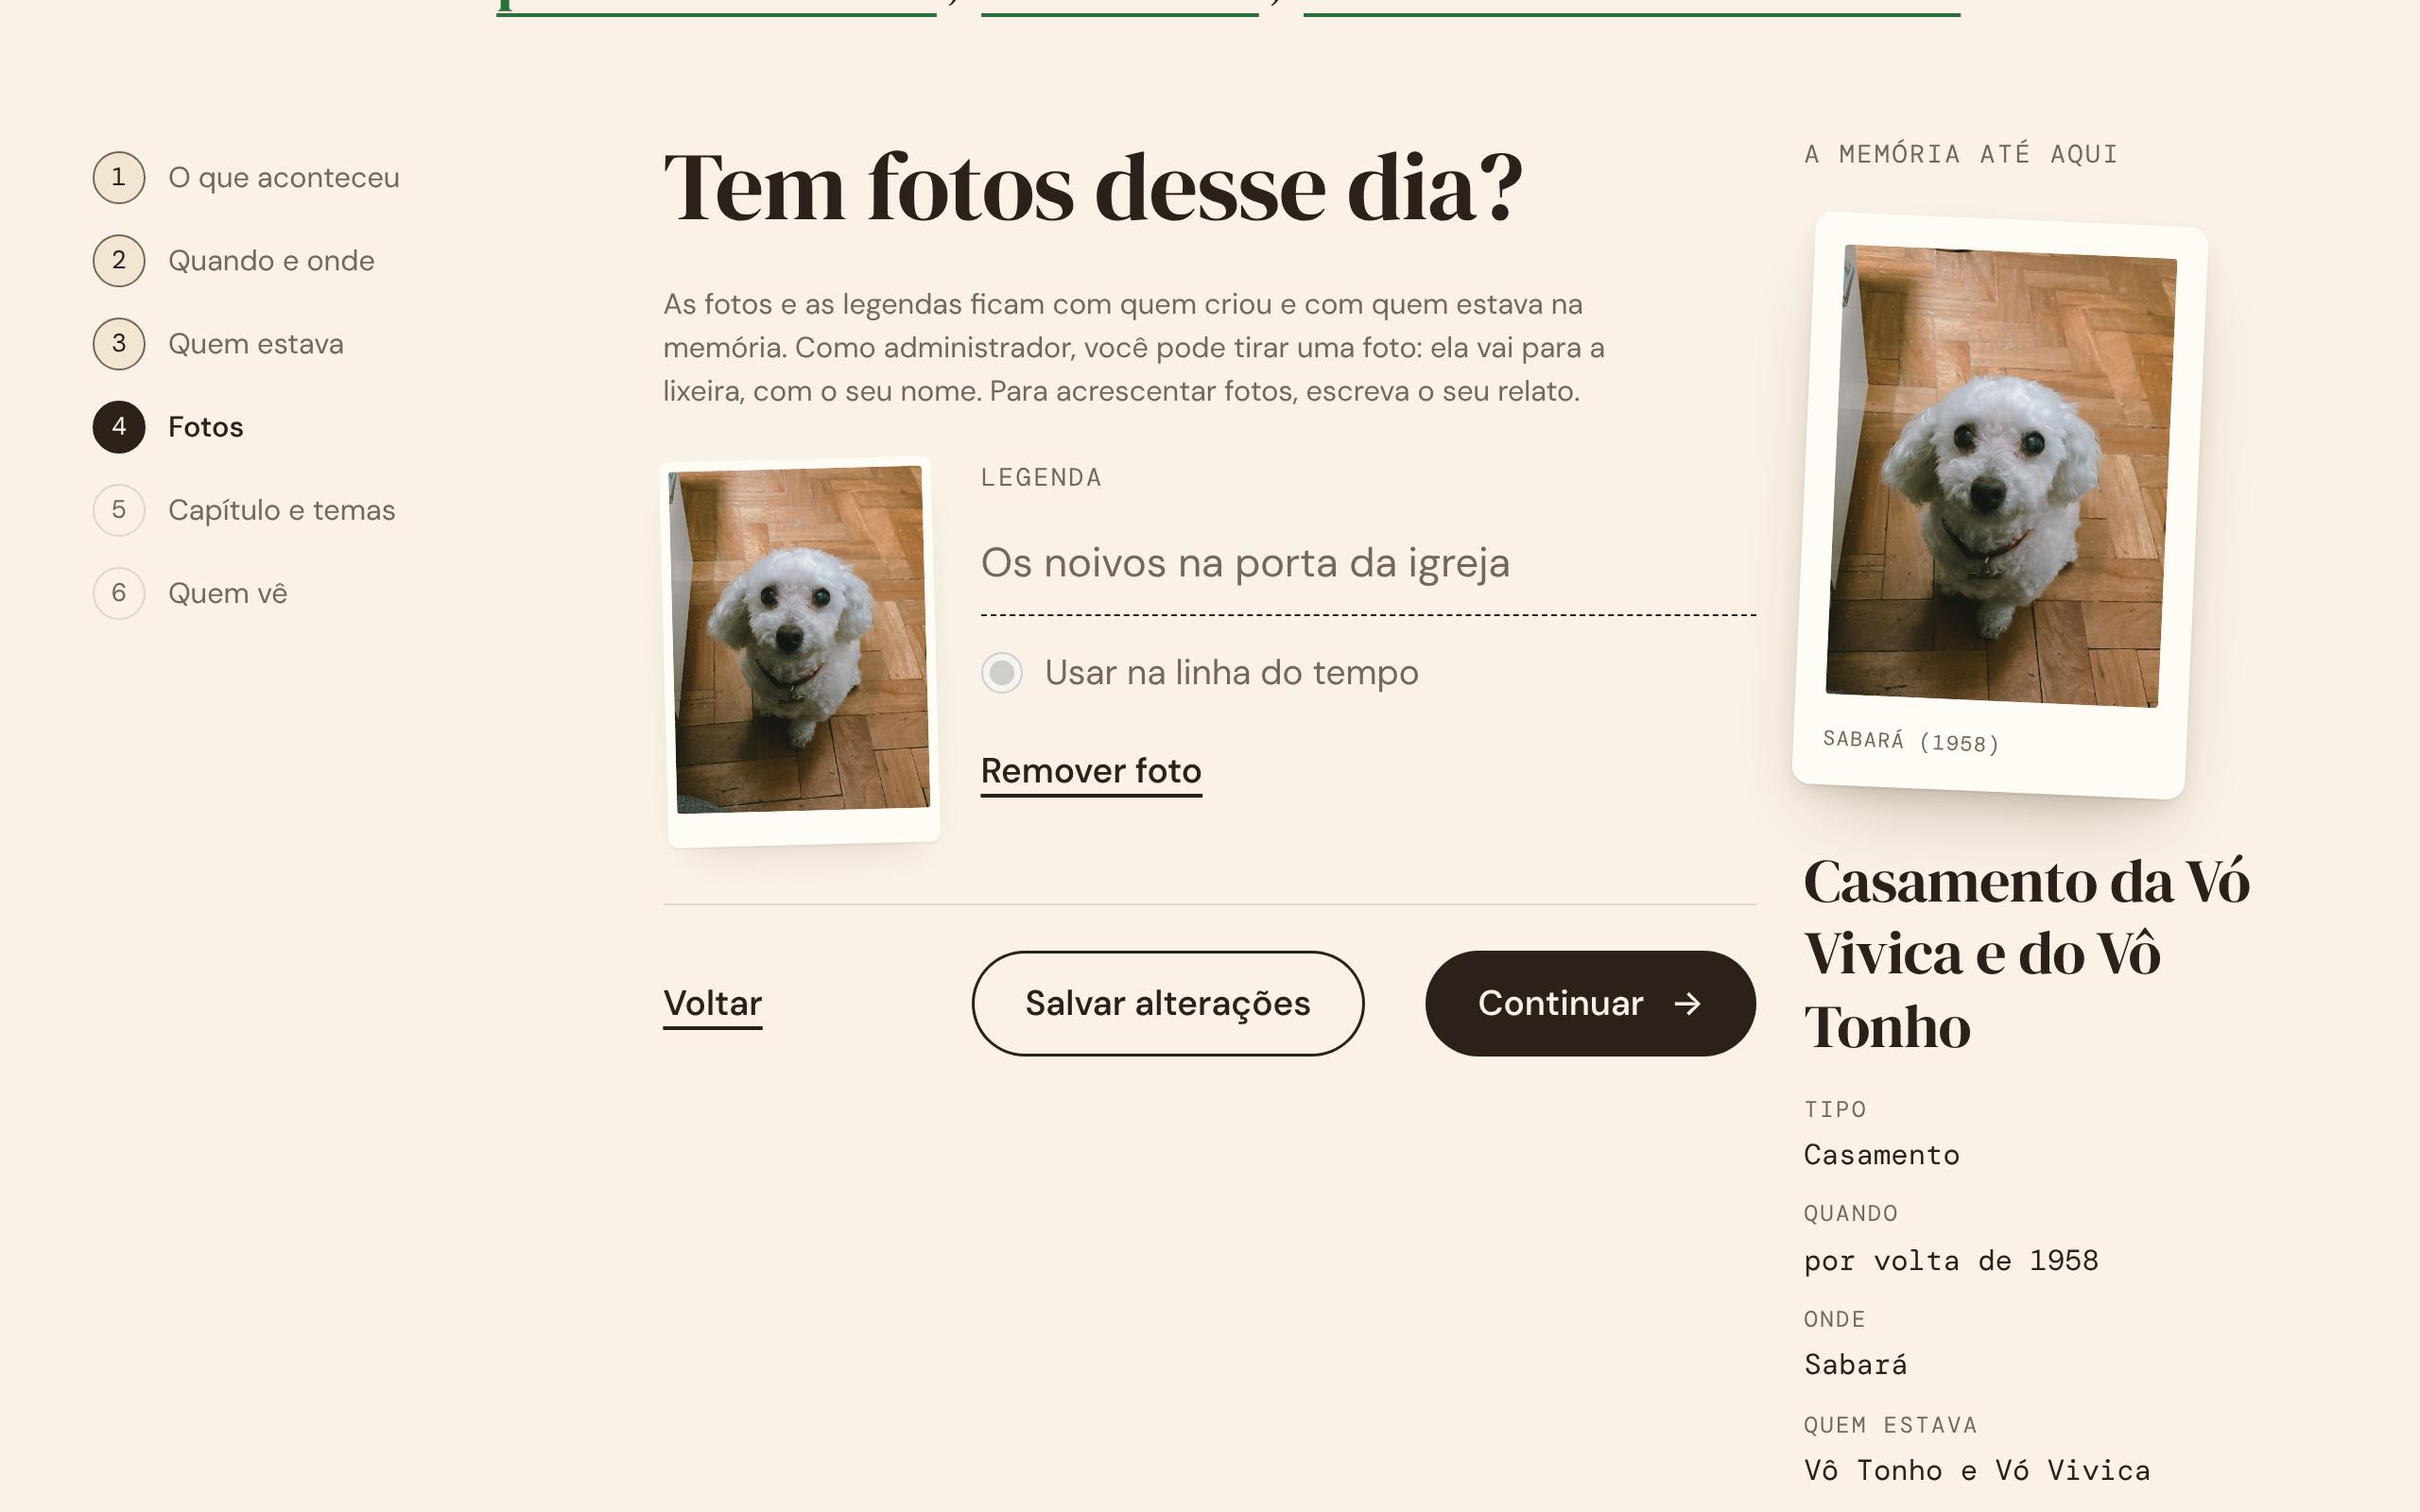 1 O que aconteceu
2 Quando e onde
3 Quem estava
4 Fotos
5 Capítulo e temas
6 Quem vê
Tem fotos desse dia?
As fotos e as legendas ficam com quem criou e com quem estava na
memória. Como administrador, você pode tirar uma foto: ela vai para a
lixeira, com o seu nome. Para acrescentar fotos, escreva o seu relato.
LEGENDA
Os noivos na porta da igreja
Usar na linha do tempo
Remover foto
Voltar
Salvar alterações
Continuar →
A MEMÓRIA ATÉ AQUI
SABARÁ (1958)
Casamento da Vó
Vivica e do Vô
Tonho
TIPO
Casamento
QUANDO
por volta de 1958
ONDE
Sabará
QUEM ESTAVA
Vô Tonho e Vó Vivica